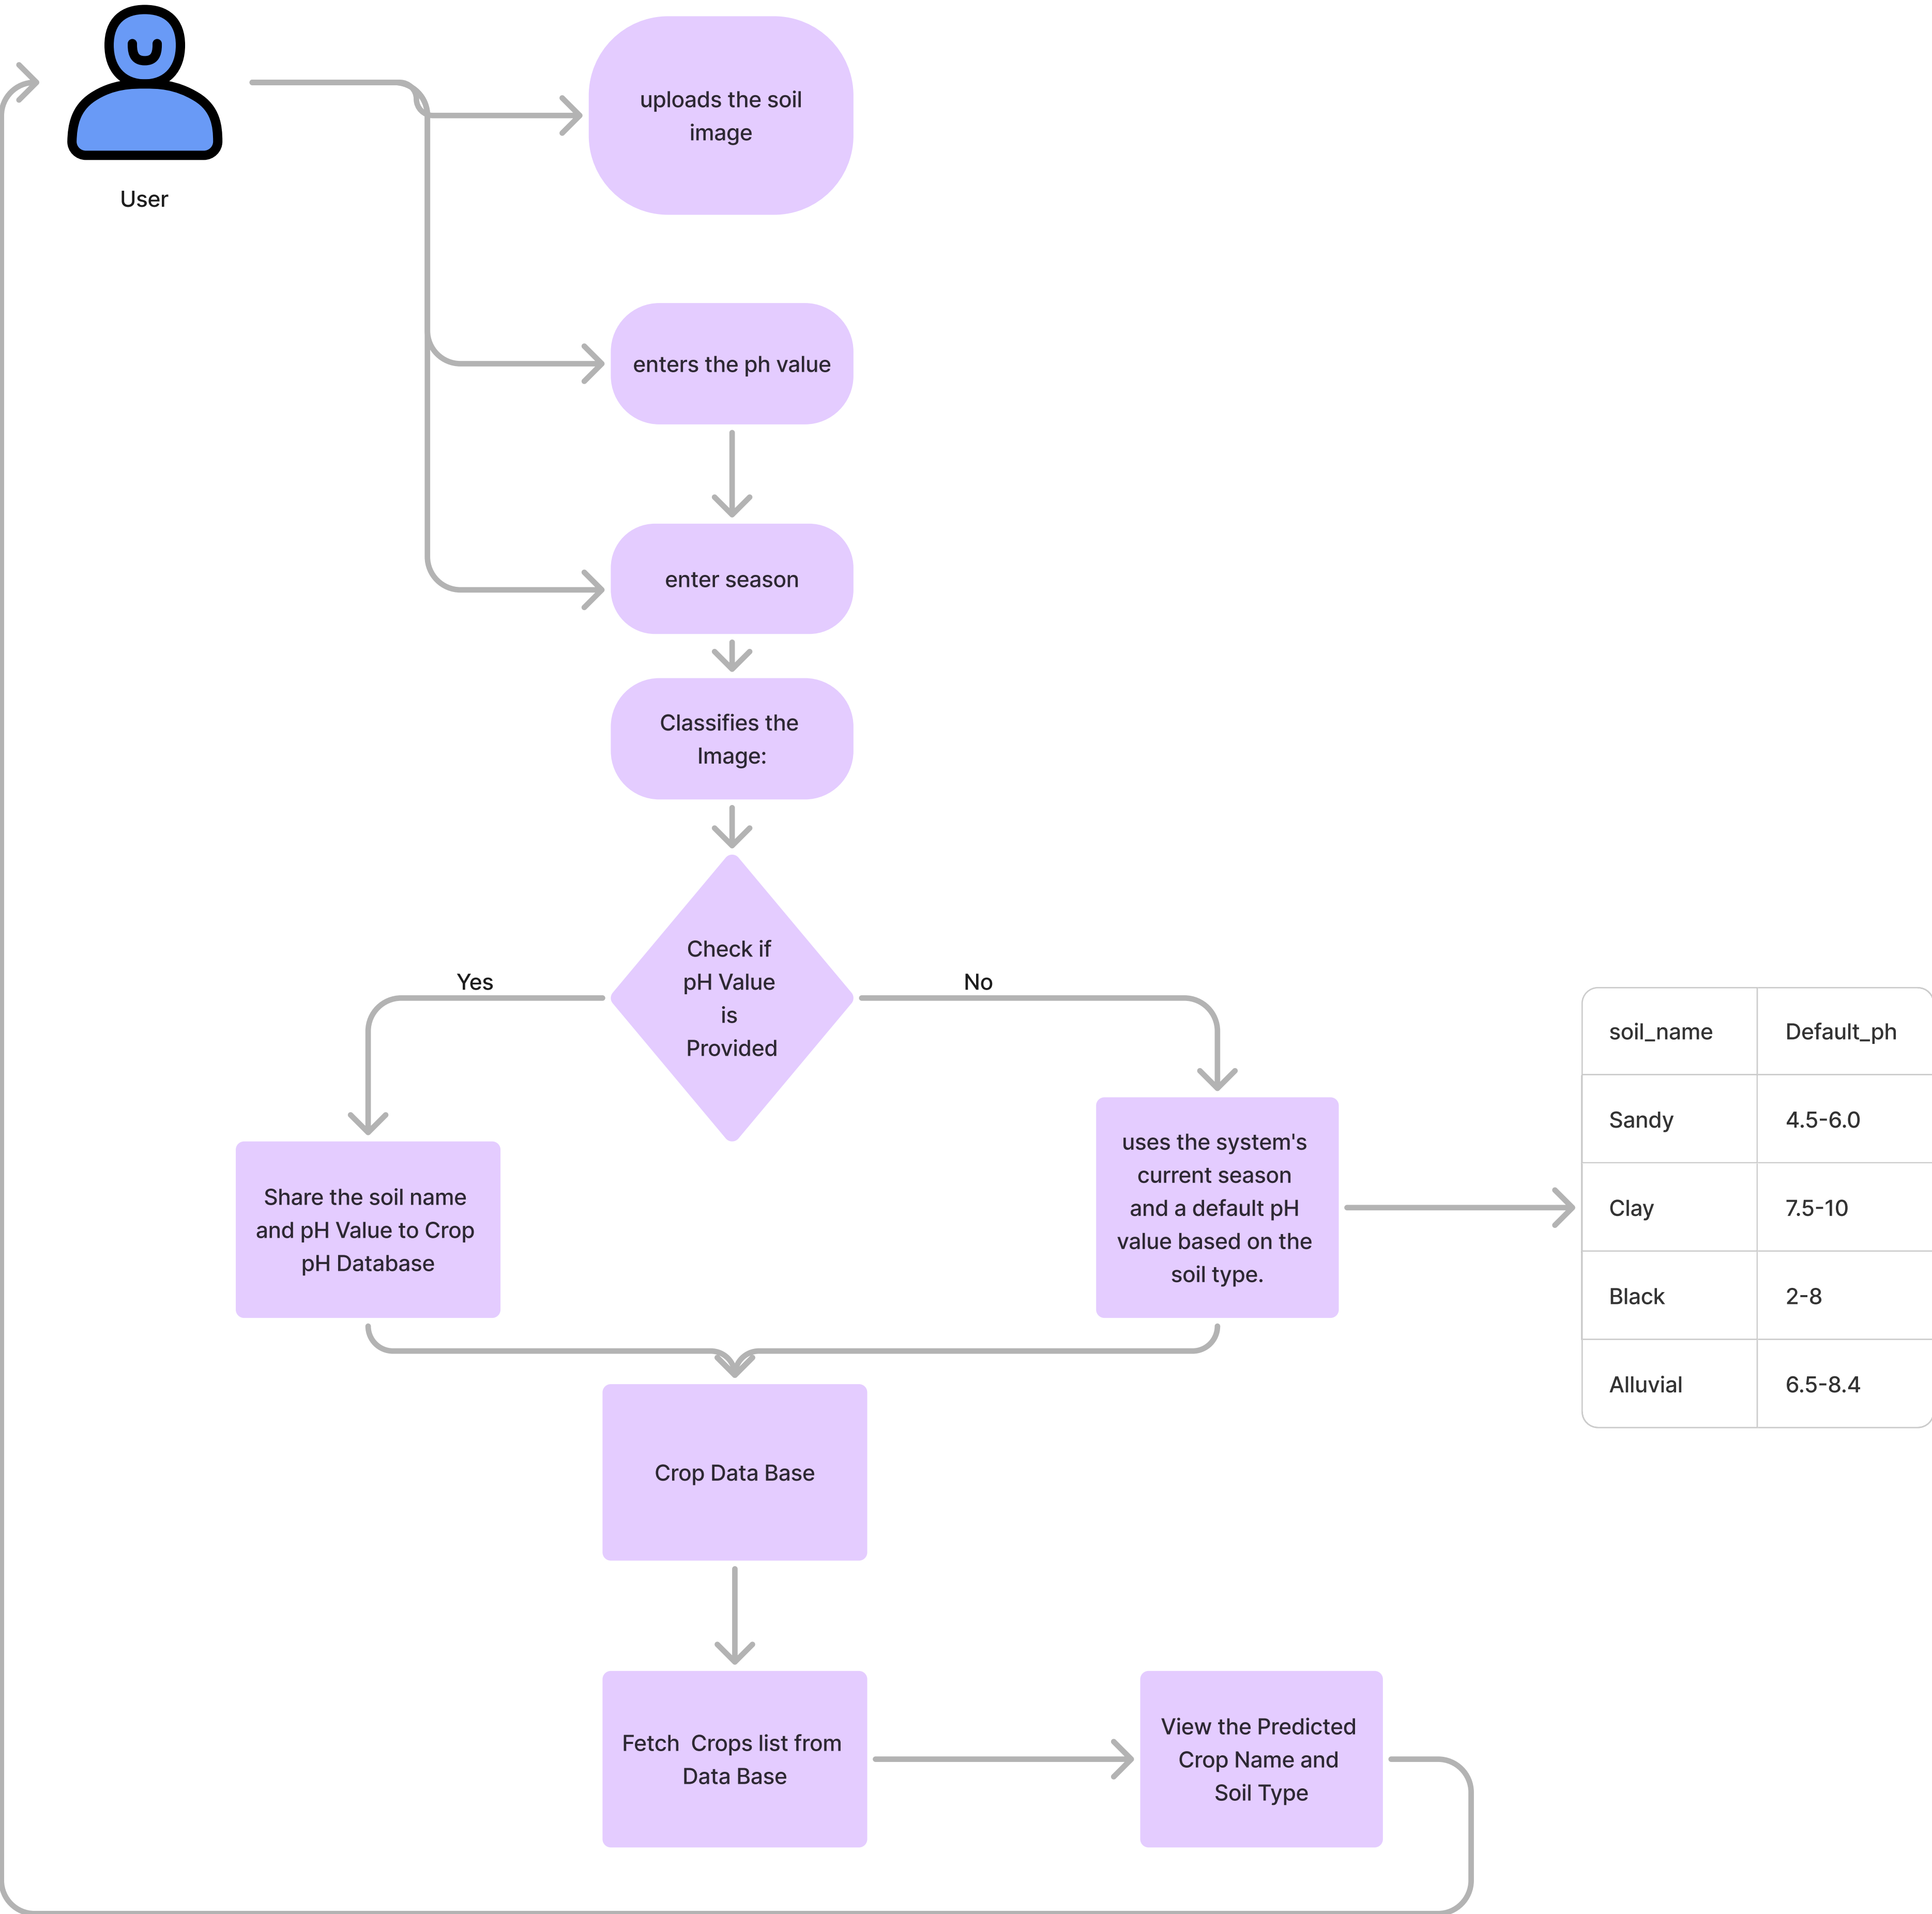 User
uploads the soil
image
enters the ph value
enter season
Classifies the
Image:
Check if
pH Value
is
Provided
Yes
No
Share the soil name
and pH Value to Crop
pH Database
uses the system's
current season
and a default pH
value based on the
soil type.
soil_name Default_ph
Sandy 4.5-6.0
Clay 7.5-10
Black 2-8
Alluvial 6.5-8.4
Crop Data Base
Fetch  Crops list from
Data Base
View the Predicted
Crop Name and
Soil Type